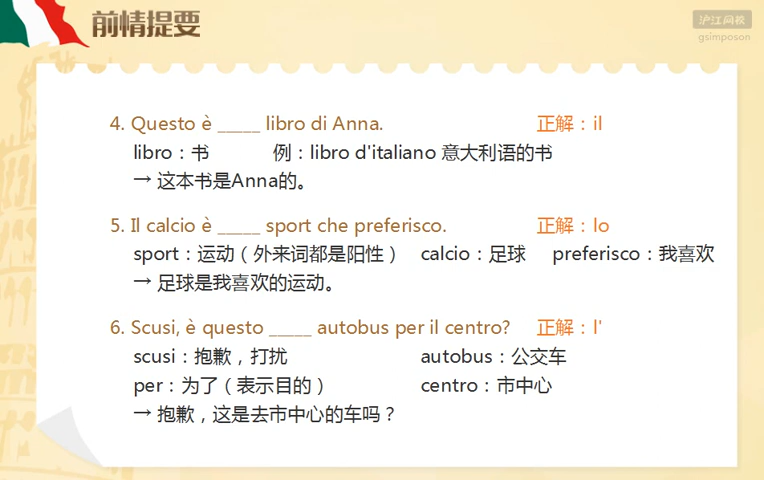 前情提要
沪江网校
gsimposon
4. Questo è _____ libro di Anna. 正解：il
libro：书 例：libro d'italiano 意大利语的书
→ 这本书是Anna的。
5. Il calcio è _____ sport che preferisco. 正解：lo
sport：运动（外来词都是阳性） calcio：足球 preferisco：我喜欢
→ 足球是我喜欢的运动。
6. Scusi, è questo _____ autobus per il centro? 正解：l'
scusi：抱歉，打扰 autobus：公交车
per：为了（表示目的） centro：市中心
→ 抱歉，这是去市中心的车吗？